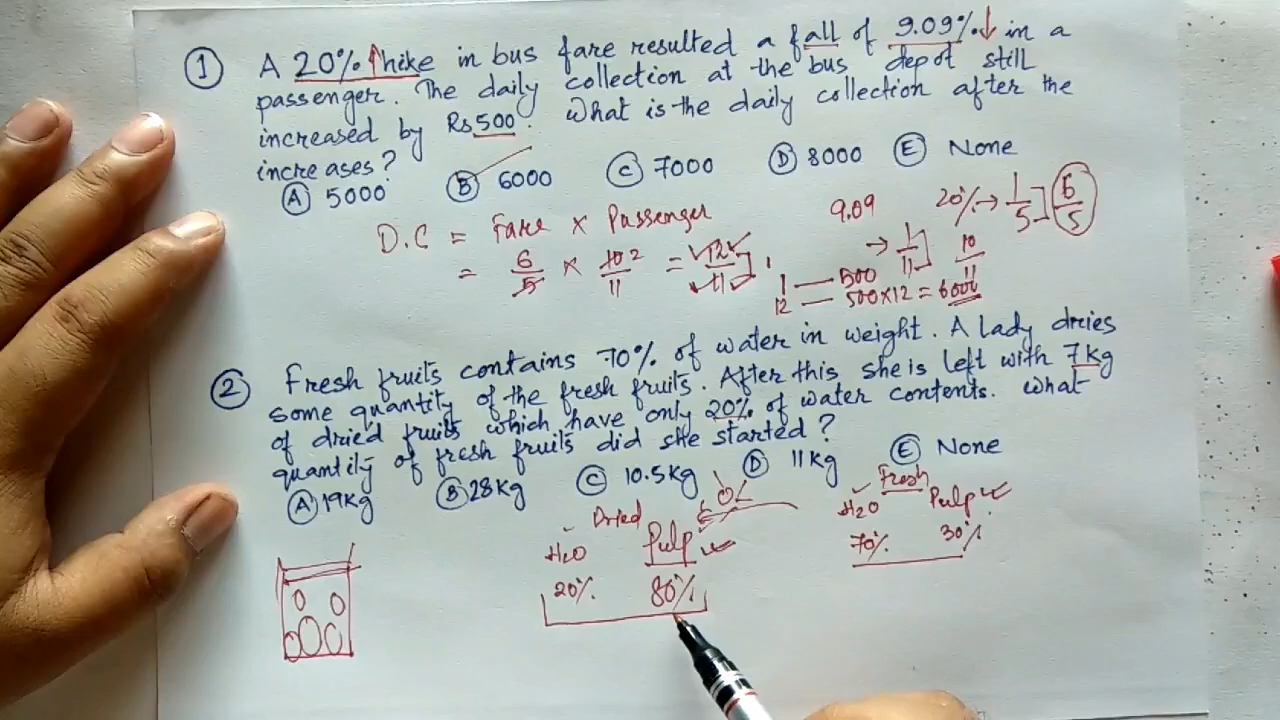 ① A 20% ↑hike in bus fare resulted a fall of 9.09%↓ in a
passenger. The daily collection at the bus depot still
increased by Rs 500. What is the daily collection after the
increases?
Ⓐ 5000 Ⓑ 6000 Ⓒ 7000 Ⓓ 8000 Ⓔ None
D.C = Fare × Passenger
= 6/5 × 10/11 2 = 12/11 ] 1
9.09 → 1/11 ] 10/11
20% → 1/5 ] 6/5
1 — 500
12 — 500×12 = 6000
② Fresh fruits contains 70% of water in weight. A lady dries
some quantity of the fresh fruits. After this she is left with 7kg
of dried fruits which have only 20% of water contents. What
quantity of fresh fruits did she started?
Ⓐ 19kg Ⓑ 28kg Ⓒ 10.5kg Ⓓ 11kg Ⓔ None
Dried
H2O Pulp
20% 80%
Fresh
H2O Pulp
70% 30%